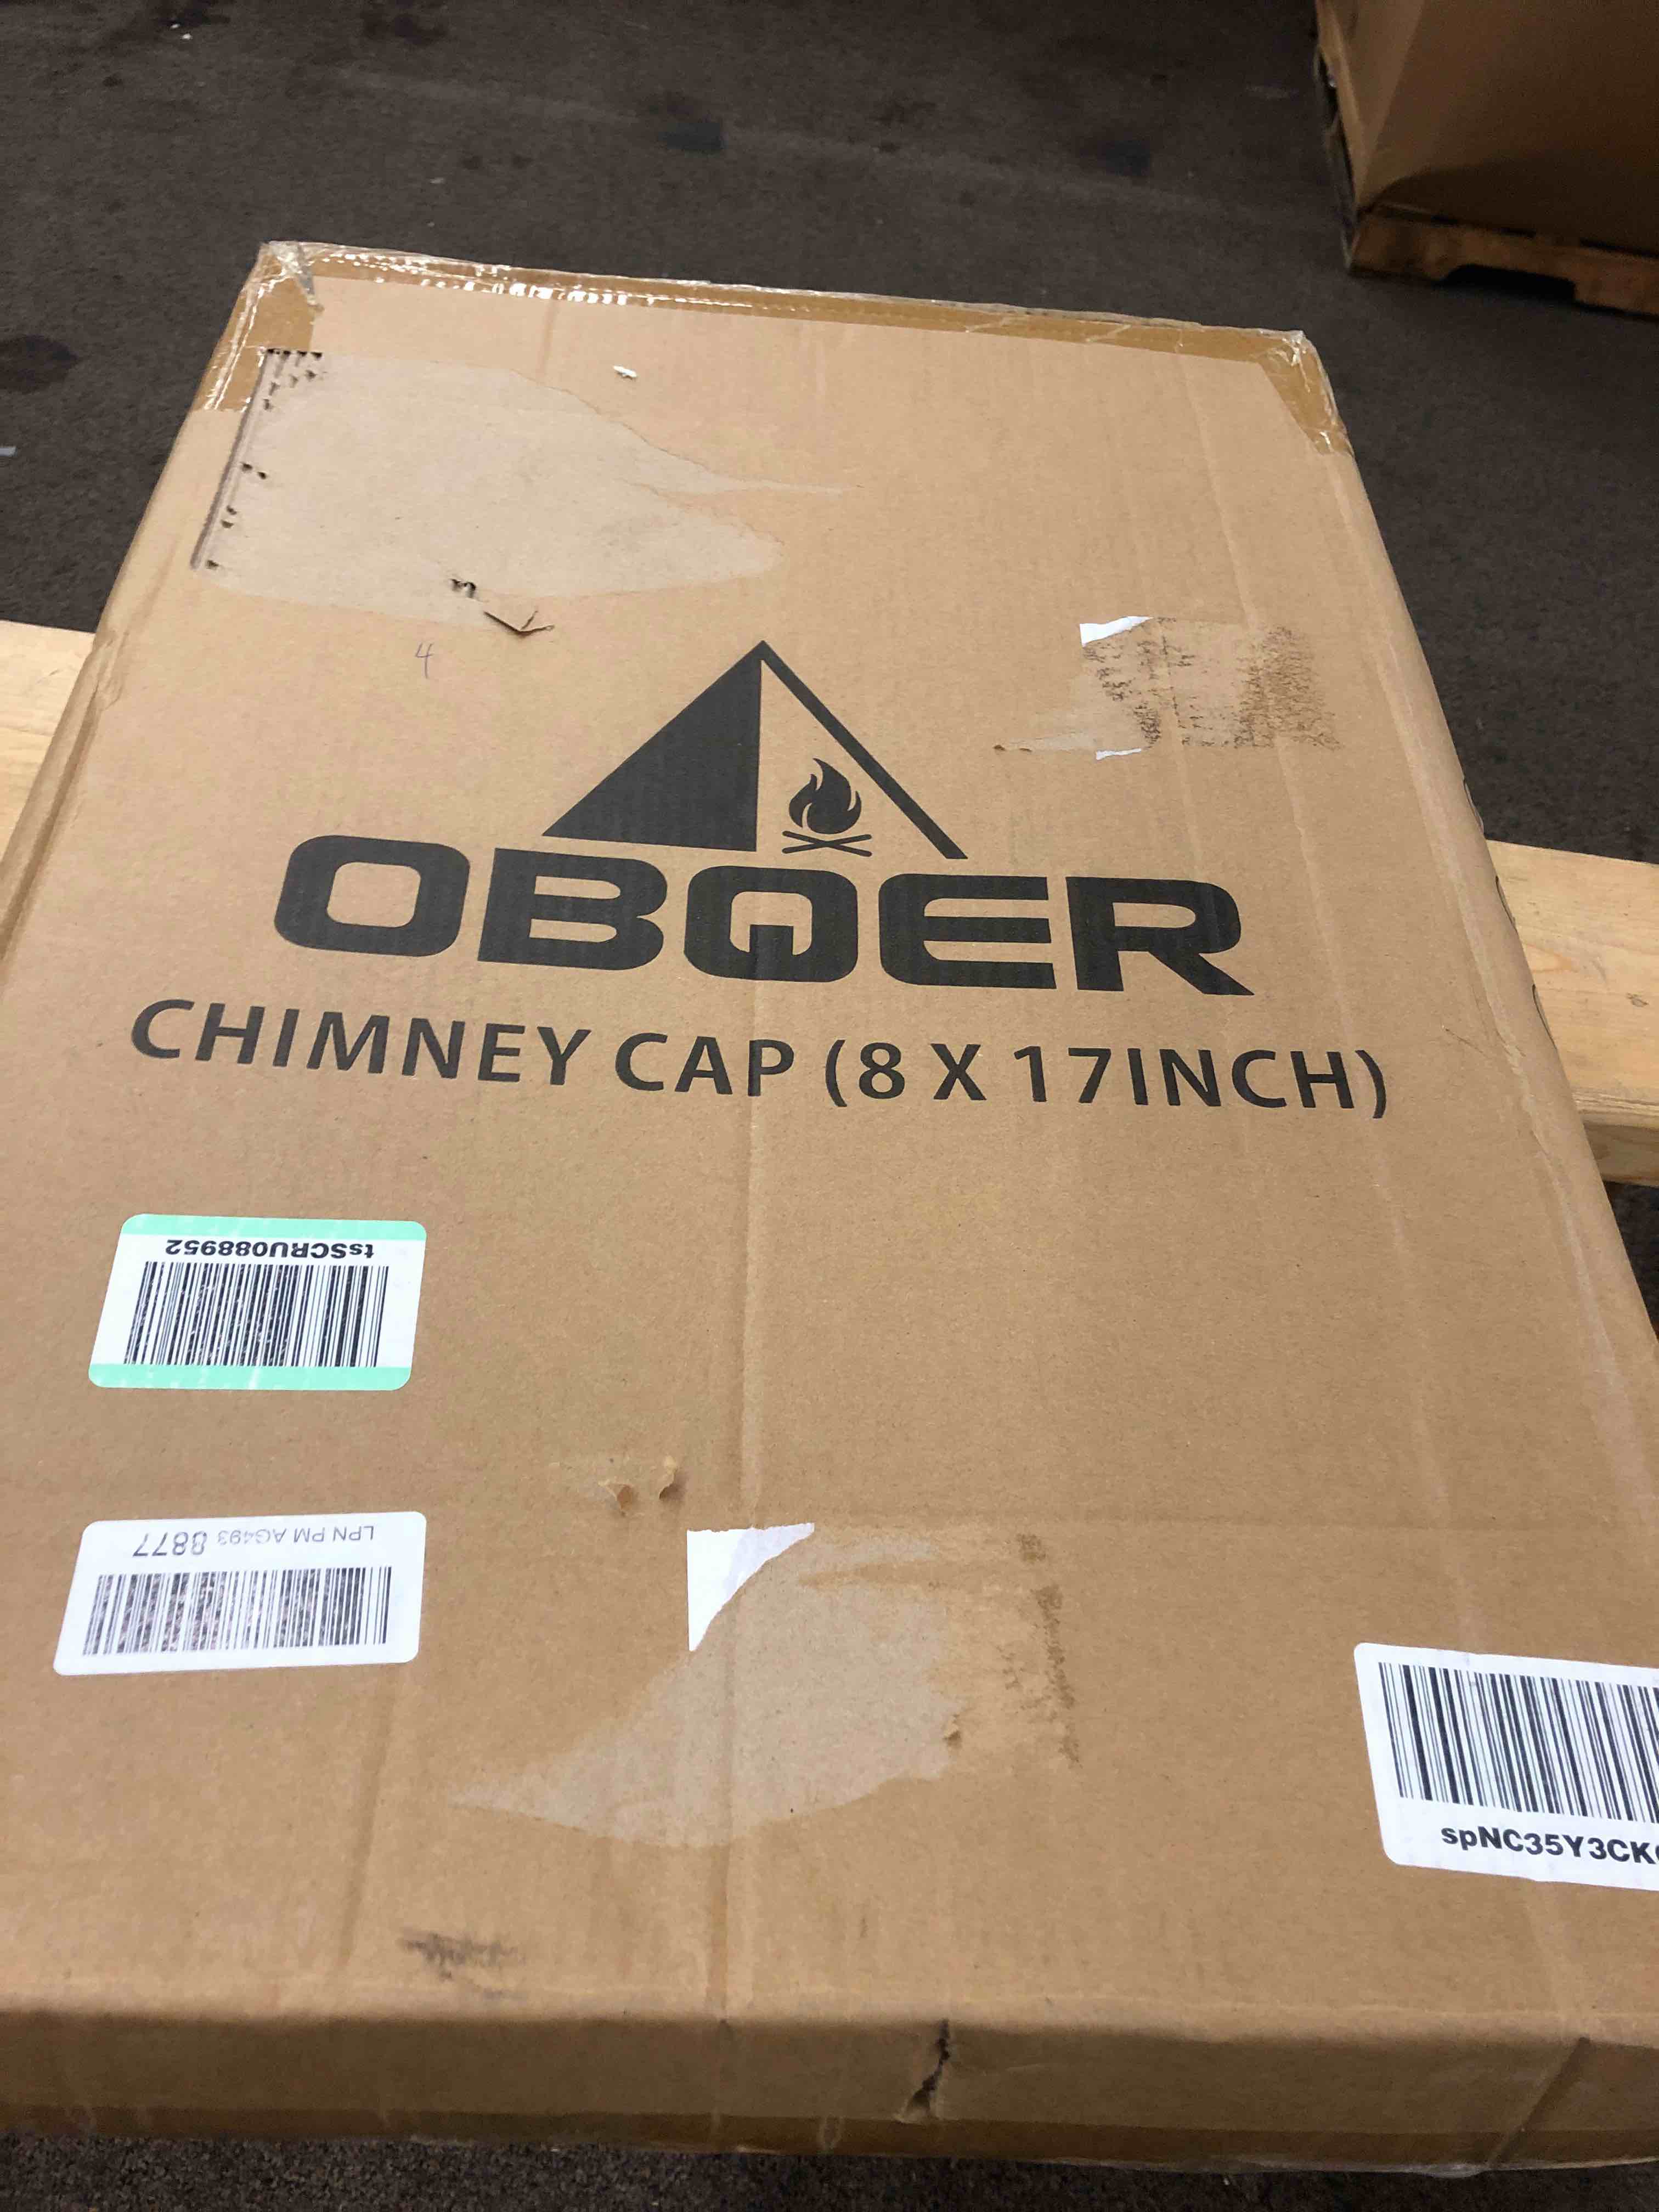 4
OBQER
CHIMNEY CAP (8 X 17INCH)
tsSCRU088952
LPN PM AG493 8877
spNC35Y3CK